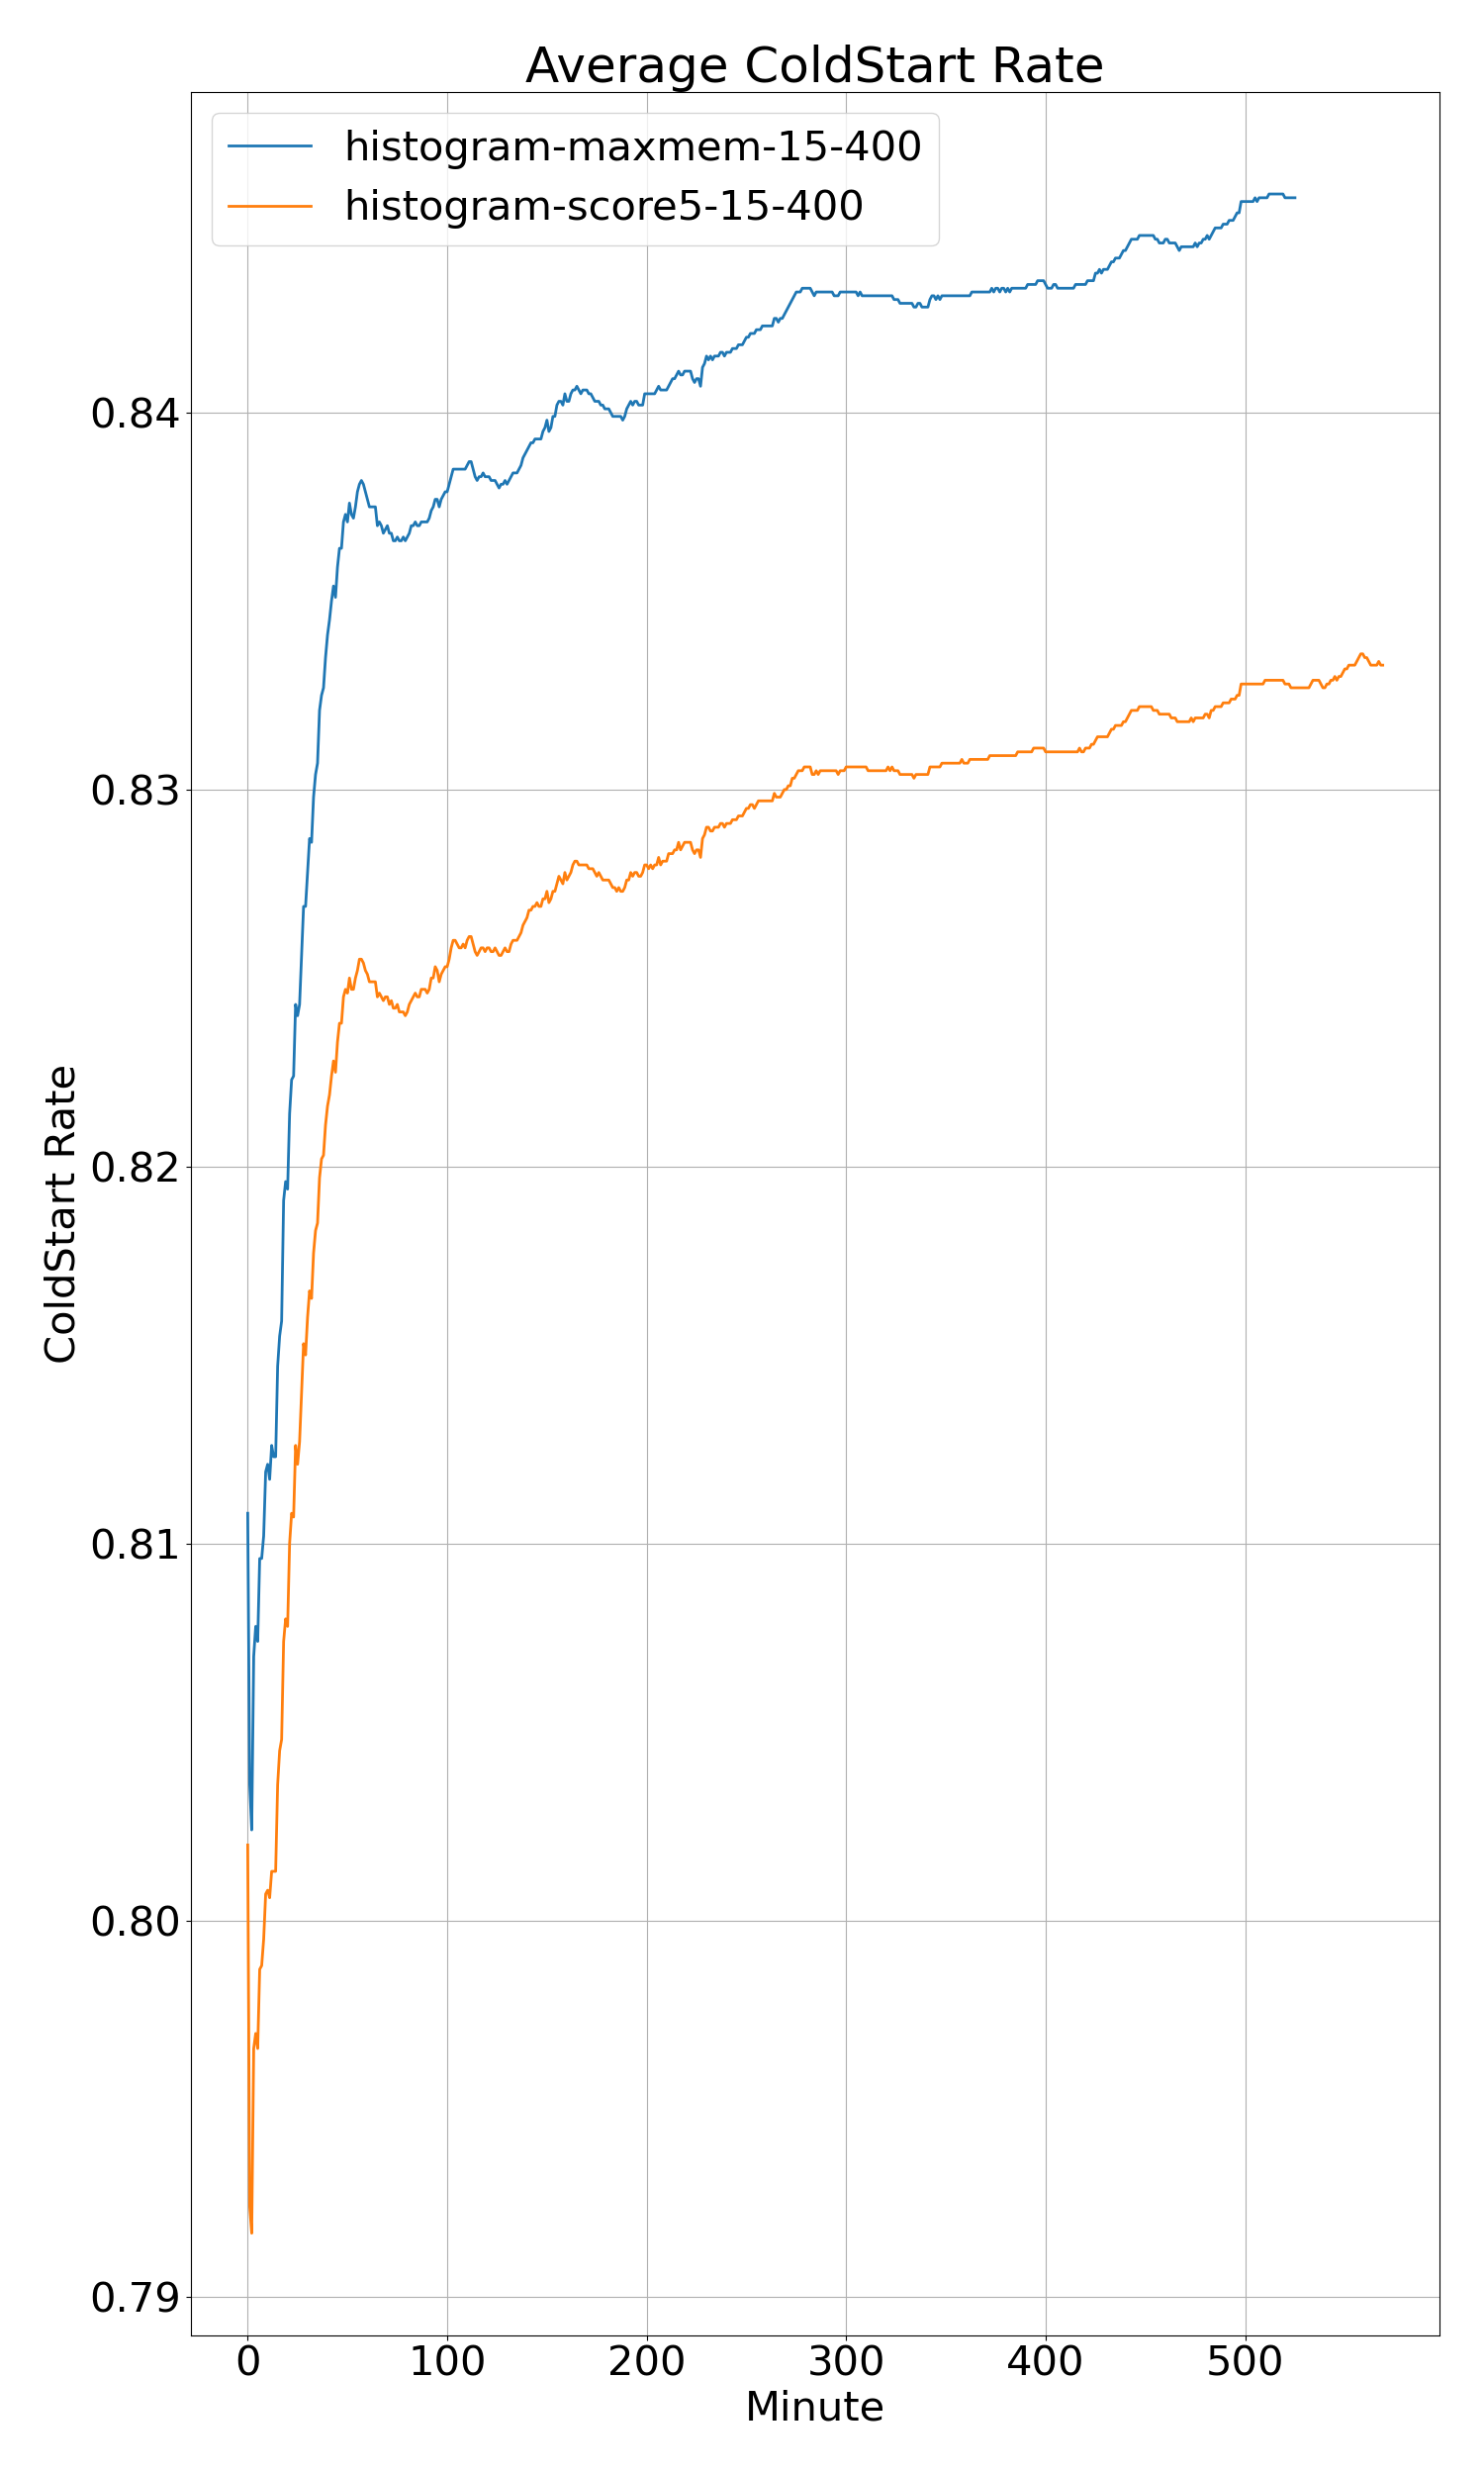 Average ColdStart Rate
histogram-maxmem-15-400
histogram-score5-15-400
0.84
0.83
0.82
0.81
0.80
0.79
ColdStart Rate
0 100 200 300 400 500
Minute